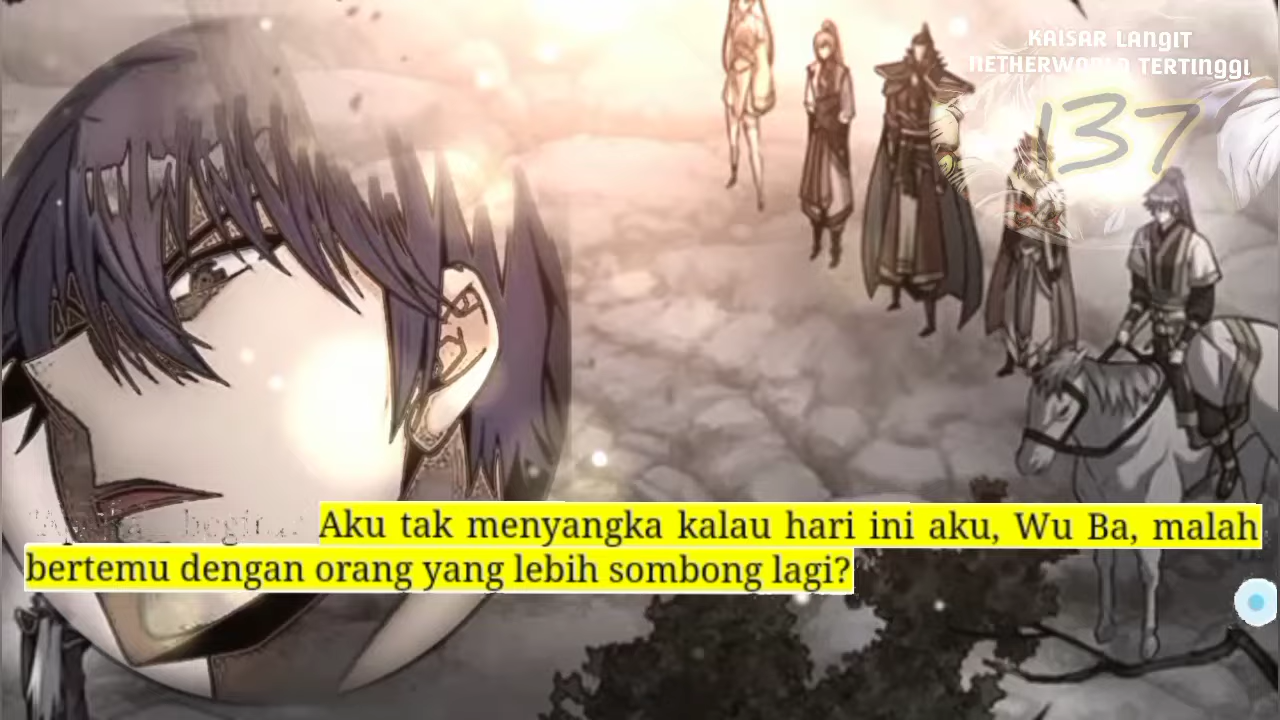 KAISAR LANGIT
NETHERWORLD TERTINGGI
137
Aku tak menyangka kalau hari ini aku, Wu Ba, malah
bertemu dengan orang yang lebih sombong lagi?